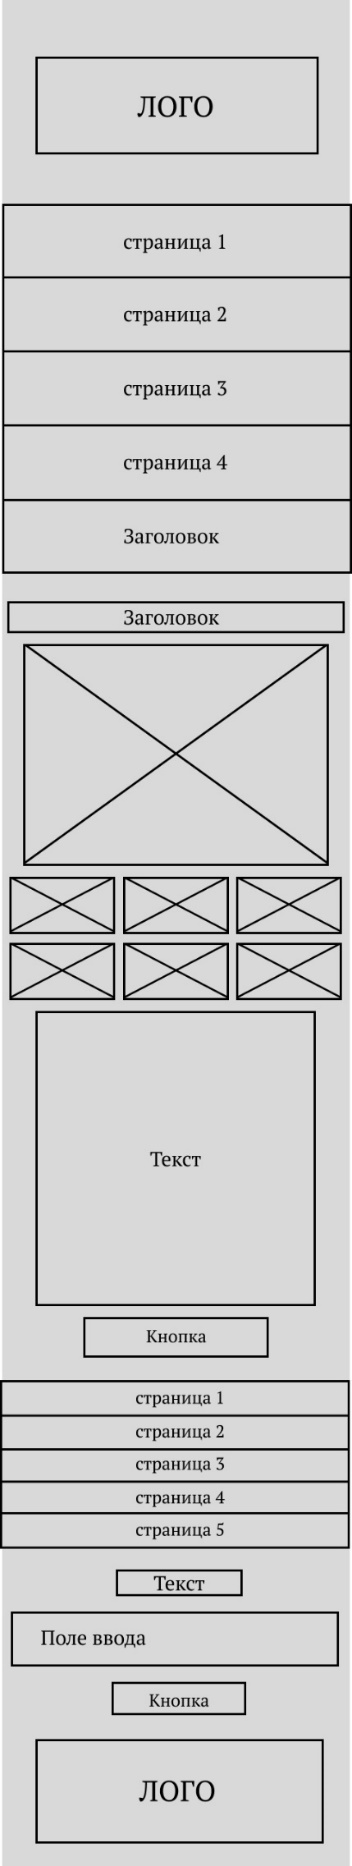 ЛОГО
страница 1
страница 2
страница 3
страница 4
Заголовок
Заголовок
Текст
Кнопка
страница 1
страница 2
страница 3
страница 4
страница 5
Текст
Поле ввода
Кнопка
ЛОГО